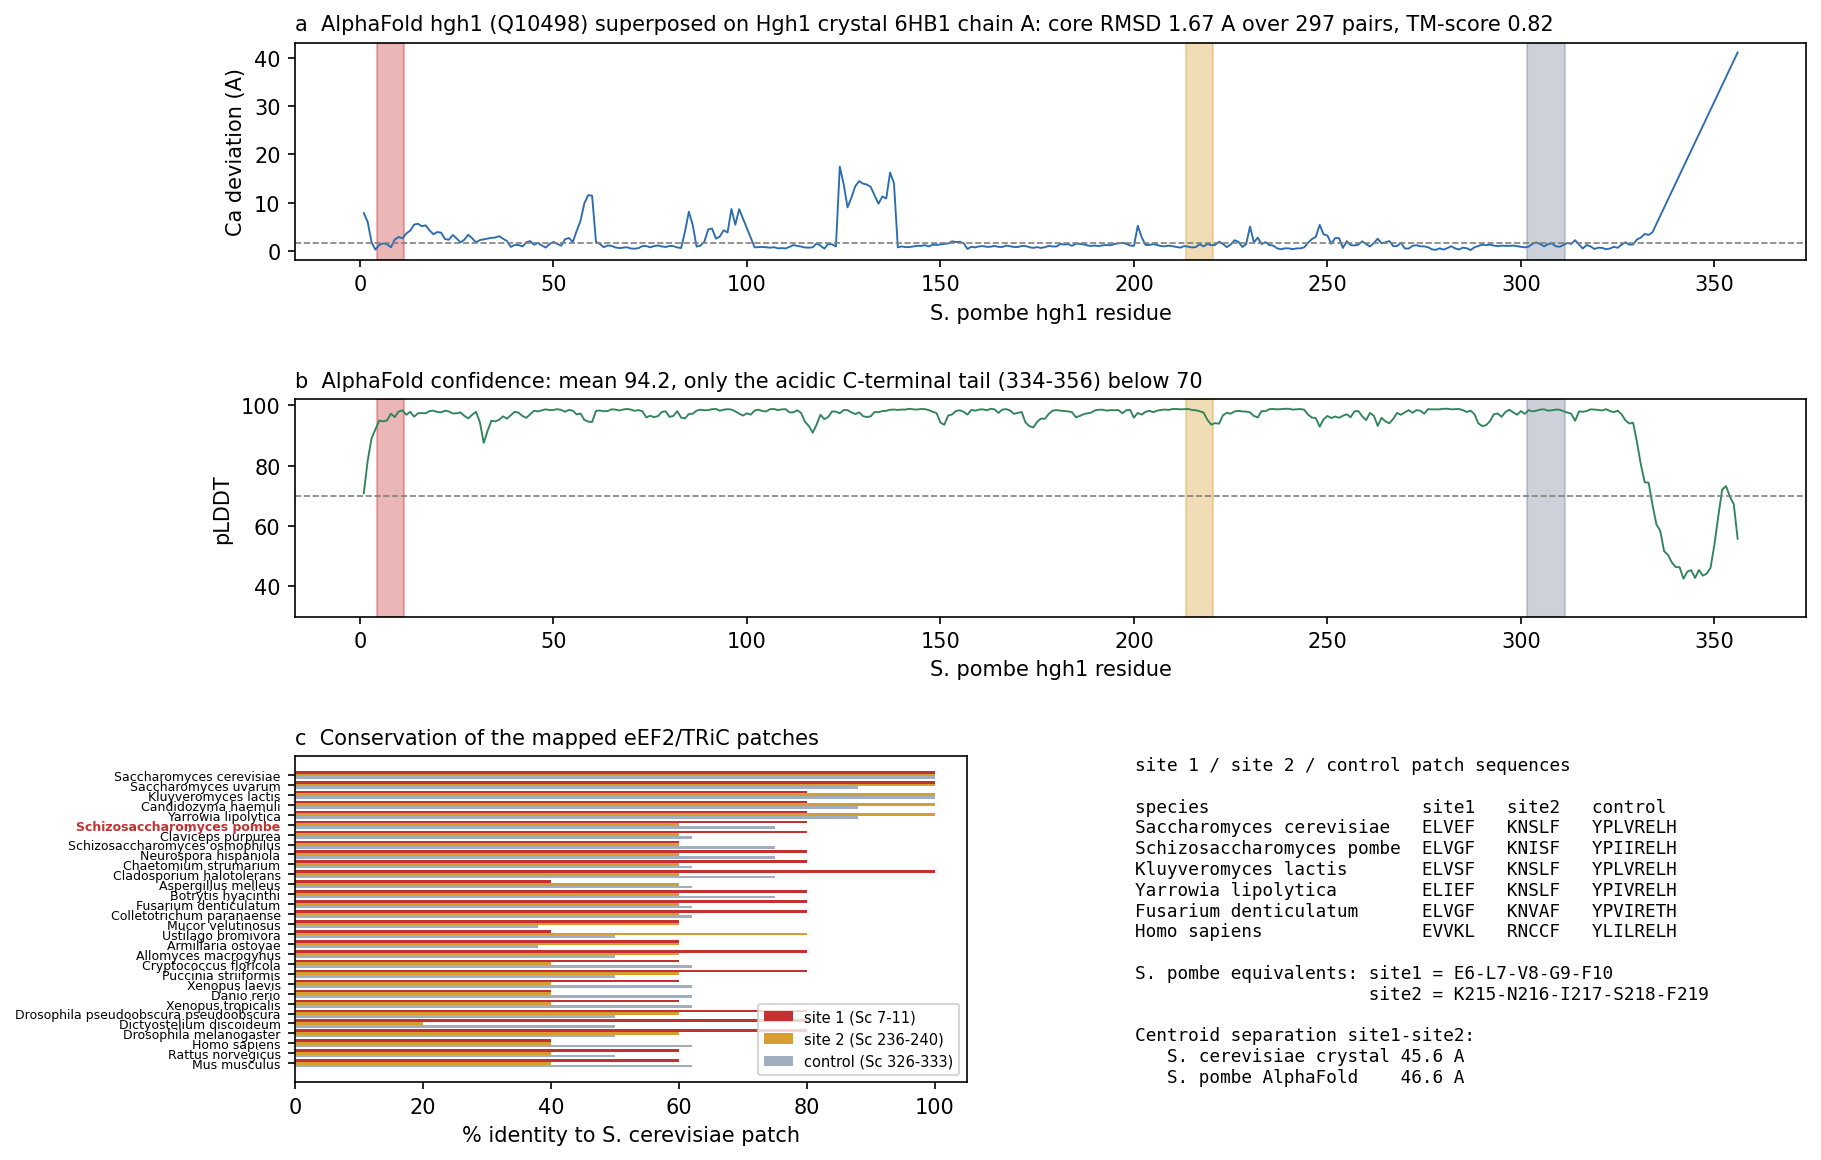 a  AlphaFold hgh1 (Q10498) superposed on Hgh1 crystal 6HB1 chain A: core RMSD 1.67 A over 297 pairs, TM-score 0.82
40
30
20
10
0
Ca deviation (A)
0 50 100 150 200 250 300 350
S. pombe hgh1 residue
b  AlphaFold confidence: mean 94.2, only the acidic C-terminal tail (334-356) below 70
100
80
60
40
pLDDT
0 50 100 150 200 250 300 350
S. pombe hgh1 residue
c  Conservation of the mapped eEF2/TRiC patches
Saccharomyces cerevisiae
Saccharomyces uvarum
Kluyveromyces lactis
Candidozyma haemuli
Yarrowia lipolytica
Schizosaccharomyces pombe
Claviceps purpurea
Schizosaccharomyces osmophilus
Neurospora hispaniola
Chaetomium strumarium
Cladosporium halotolerans
Aspergillus melleus
Botrytis hyacinthi
Fusarium denticulatum
Colletotrichum paranaense
Mucor velutinosus
Ustilago bromivora
Armillaria ostoyae
Allomyces macrogynus
Cryptococcus floricola
Puccinia striiformis
Xenopus laevis
Danio rerio
Xenopus tropicalis
Drosophila pseudoobscura pseudoobscura
Dictyostelium discoideum
Drosophila melanogaster
Homo sapiens
Rattus norvegicus
Mus musculus
site 1 (Sc 7-11)
site 2 (Sc 236-240)
control (Sc 326-333)
0 20 40 60 80 100
% identity to S. cerevisiae patch
site 1 / site 2 / control patch sequences
species site1 site2 control
Saccharomyces cerevisiae ELVEF KNSLF YPLVRELH
Schizosaccharomyces pombe ELVGF KNISF YPIIRELH
Kluyveromyces lactis ELVSF KNSLF YPLVRELH
Yarrowia lipolytica ELIEF KNSLF YPIVRELH
Fusarium denticulatum ELVGF KNVAF YPVIRETH
Homo sapiens EVVKL RNCCF YLILRELH
S. pombe equivalents: site1 = E6-L7-V8-G9-F10
site2 = K215-N216-I217-S218-F219
Centroid separation site1-site2:
S. cerevisiae crystal 45.6 A
S. pombe AlphaFold 46.6 A